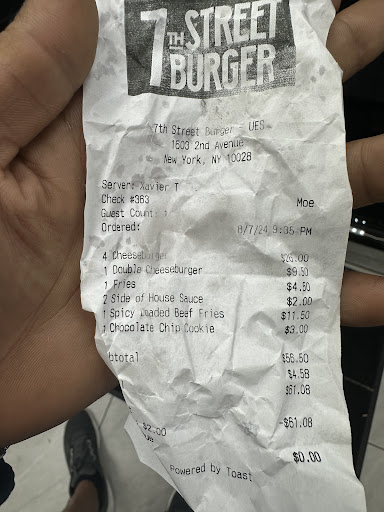 7TH STREET
BURGER
7th Street Burger - UES
1603 2nd Avenue
New York, NY 10028
Server: Xavier T
Check #363 Moe
Guest Count: 1
Ordered: 8/7/24 9:35 PM
4 Cheeseburger $26.00
1 Double Cheeseburger $9.50
1 Fries $4.50
2 Side of House Sauce $2.00
1 Spicy Loaded Beef Fries $11.50
1 Chocolate Chip Cookie $3.00
btotal $56.50
$4.58
$61.08
-$61.08
$2.00
$0.00
Powered by Toast